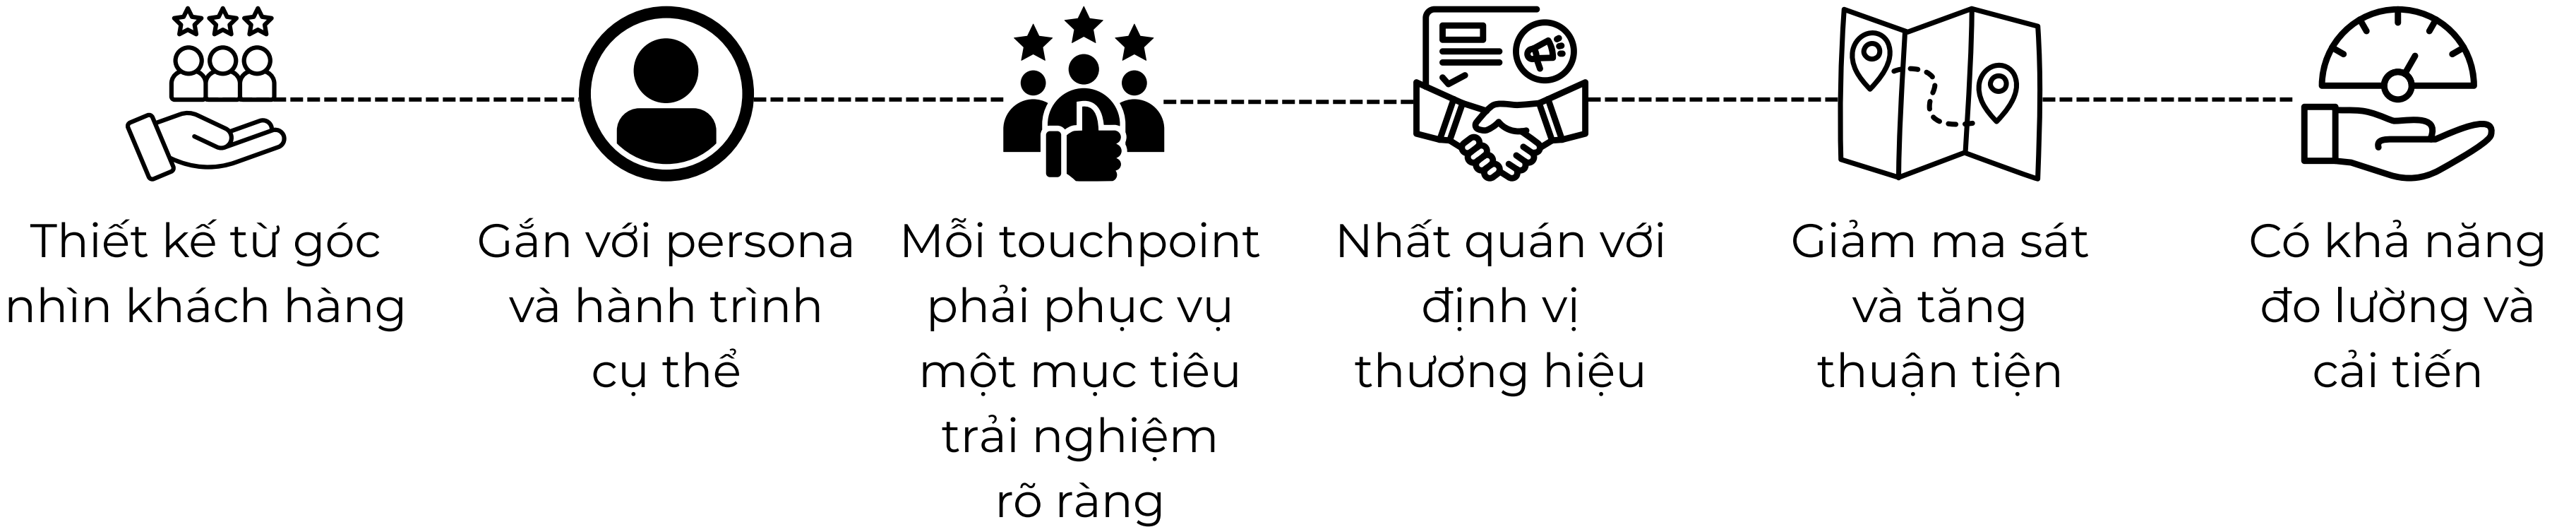 Thiết kế từ góc
nhìn khách hàng
Gắn với persona
và hành trình
cụ thể
Mỗi touchpoint
phải phục vụ
một mục tiêu
trải nghiệm
rõ ràng
Nhất quán với
định vị
thương hiệu
Giảm ma sát
và tăng
thuận tiện
Có khả năng
đo lường và
cải tiến